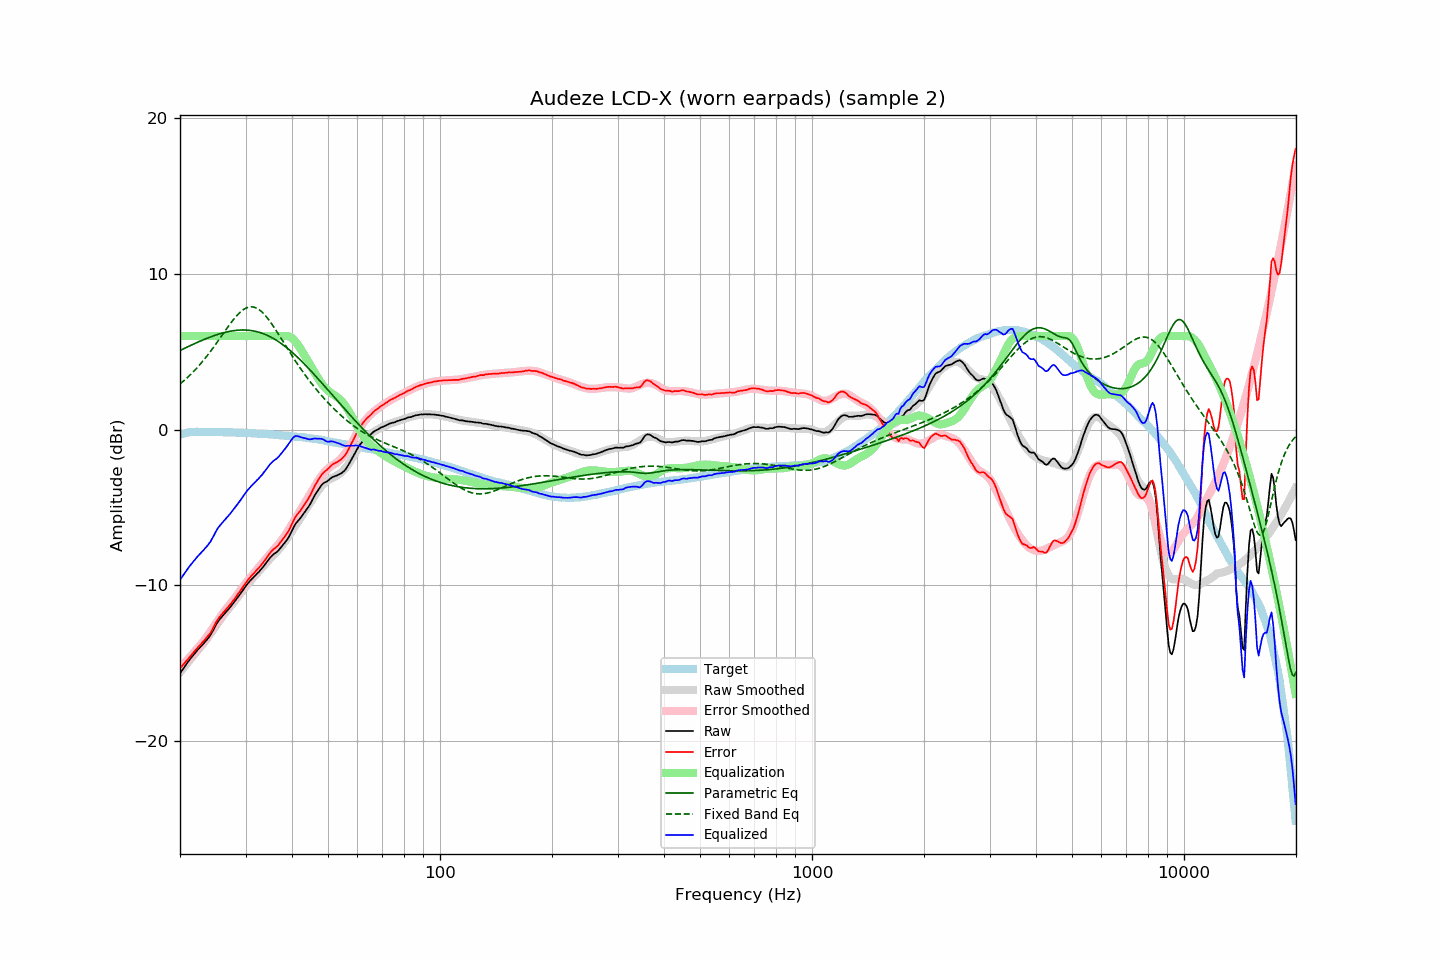 Audeze LCD-X (worn earpads) (sample 2)
20
10
0
−10
−20
Amplitude (dBr)
Target
Raw Smoothed
Error Smoothed
Raw
Error
Equalization
Parametric Eq
Fixed Band Eq
Equalized
100
1000
10000
Frequency (Hz)